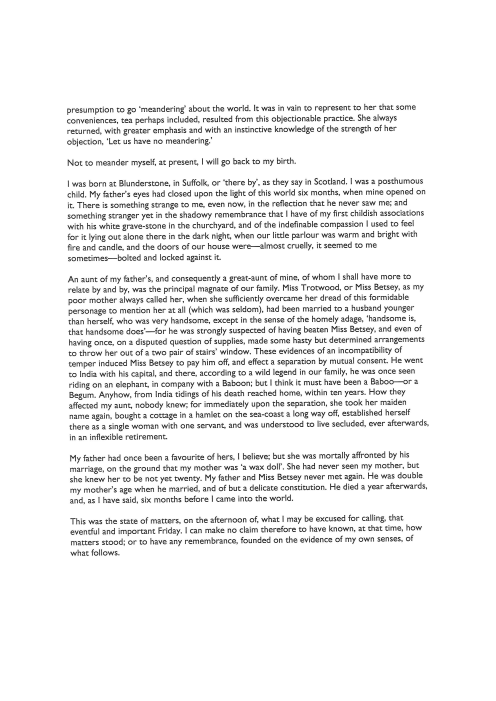 presumption to go ‘meandering’ about the world. It was in vain to represent to her that some
conveniences, tea perhaps included, resulted from this objectionable practice. She always
returned, with greater emphasis and with an instinctive knowledge of the strength of her
objection, ‘Let us have no meandering.’
Not to meander myself, at present, I will go back to my birth.
I was born at Blunderstone, in Suffolk, or ‘there by’, as they say in Scotland. I was a posthumous
child. My father’s eyes had closed upon the light of this world six months, when mine opened on
it. There is something strange to me, even now, in the reflection that he never saw me; and
something stranger yet in the shadowy remembrance that I have of my first childish associations
with his white grave-stone in the churchyard, and of the indefinable compassion I used to feel
for it lying out alone there in the dark night, when our little parlour was warm and bright with
fire and candle, and the doors of our house were—almost cruelly, it seemed to me
sometimes—bolted and locked against it.
An aunt of my father’s, and consequently a great-aunt of mine, of whom I shall have more to
relate by and by, was the principal magnate of our family. Miss Trotwood, or Miss Betsey, as my
poor mother always called her, when she sufficiently overcame her dread of this formidable
personage to mention her at all (which was seldom), had been married to a husband younger
than herself, who was very handsome, except in the sense of the homely adage, ‘handsome is,
that handsome does’—for he was strongly suspected of having beaten Miss Betsey, and even of
having once, on a disputed question of supplies, made some hasty but determined arrangements
to throw her out of a two pair of stairs’ window. These evidences of an incompatibility of
temper induced Miss Betsey to pay him off, and effect a separation by mutual consent. He went
to India with his capital, and there, according to a wild legend in our family, he was once seen
riding on an elephant, in company with a Baboon; but I think it must have been a Baboo—or a
Begum. Anyhow, from India tidings of his death reached home, within ten years. How they
affected my aunt, nobody knew; for immediately upon the separation, she took her maiden
name again, bought a cottage in a hamlet on the sea-coast a long way off, established herself
there as a single woman with one servant, and was understood to live secluded, ever afterwards,
in an inflexible retirement.
My father had once been a favourite of hers, I believe; but she was mortally affronted by his
marriage, on the ground that my mother was ‘a wax doll’. She had never seen my mother, but
she knew her to be not yet twenty. My father and Miss Betsey never met again. He was double
my mother’s age when he married, and of but a delicate constitution. He died a year afterwards,
and, as I have said, six months before I came into the world.
This was the state of matters, on the afternoon of, what I may be excused for calling, that
eventful and important Friday. I can make no claim therefore to have known, at that time, how
matters stood; or to have any remembrance, founded on the evidence of my own senses, of
what follows.